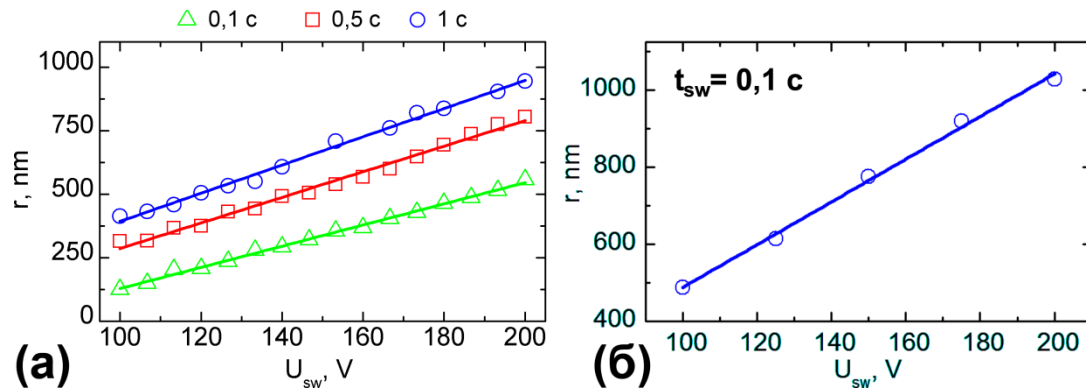 0,1 c 0,5 c 1 c
1000
750
500
250
0
r, nm
100 120 140 160 180 200
U_sw, V
(а)
t_sw= 0,1 c
1000
800
600
400
r, nm
100 120 140 160 180 200
U_sw, V
(б)